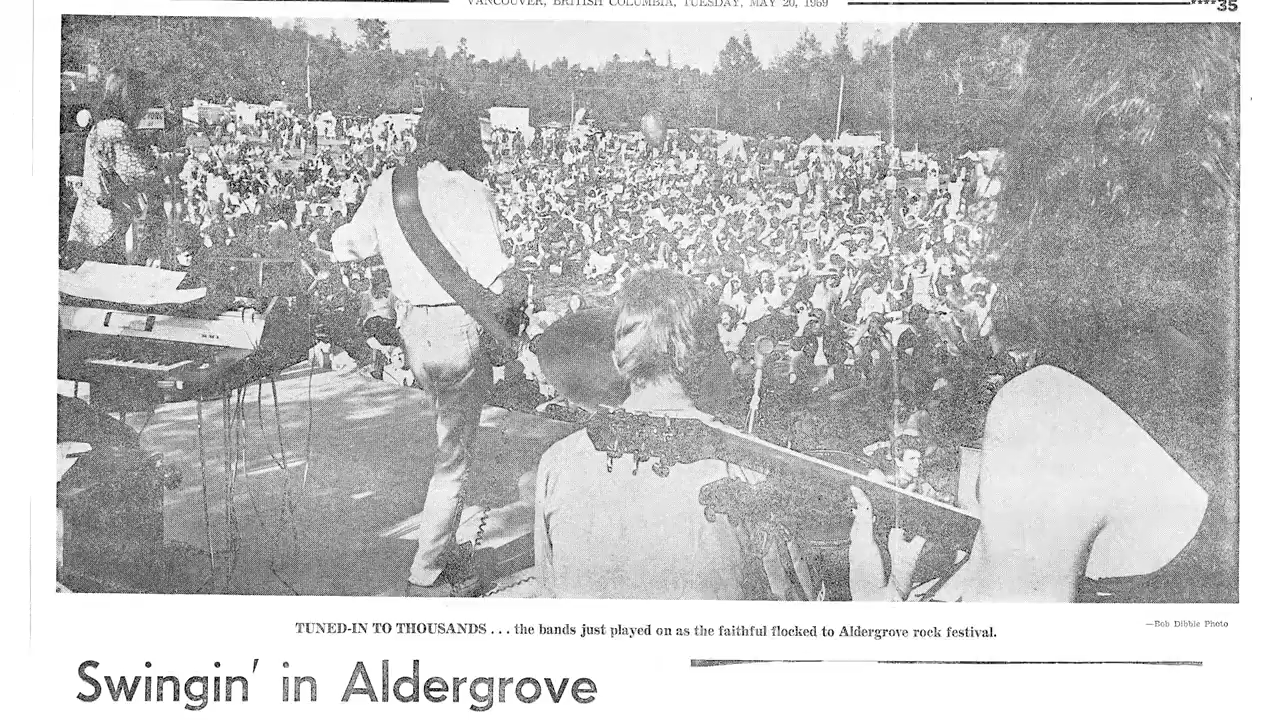 VANCOUVER, BRITISH COLUMBIA, TUESDAY, MAY 20, 1969
****35
TUNED-IN TO THOUSANDS . . . the bands just played on as the faithful flocked to Aldergrove rock festival.
—Bob Dibble Photo
Swingin' in Aldergrove